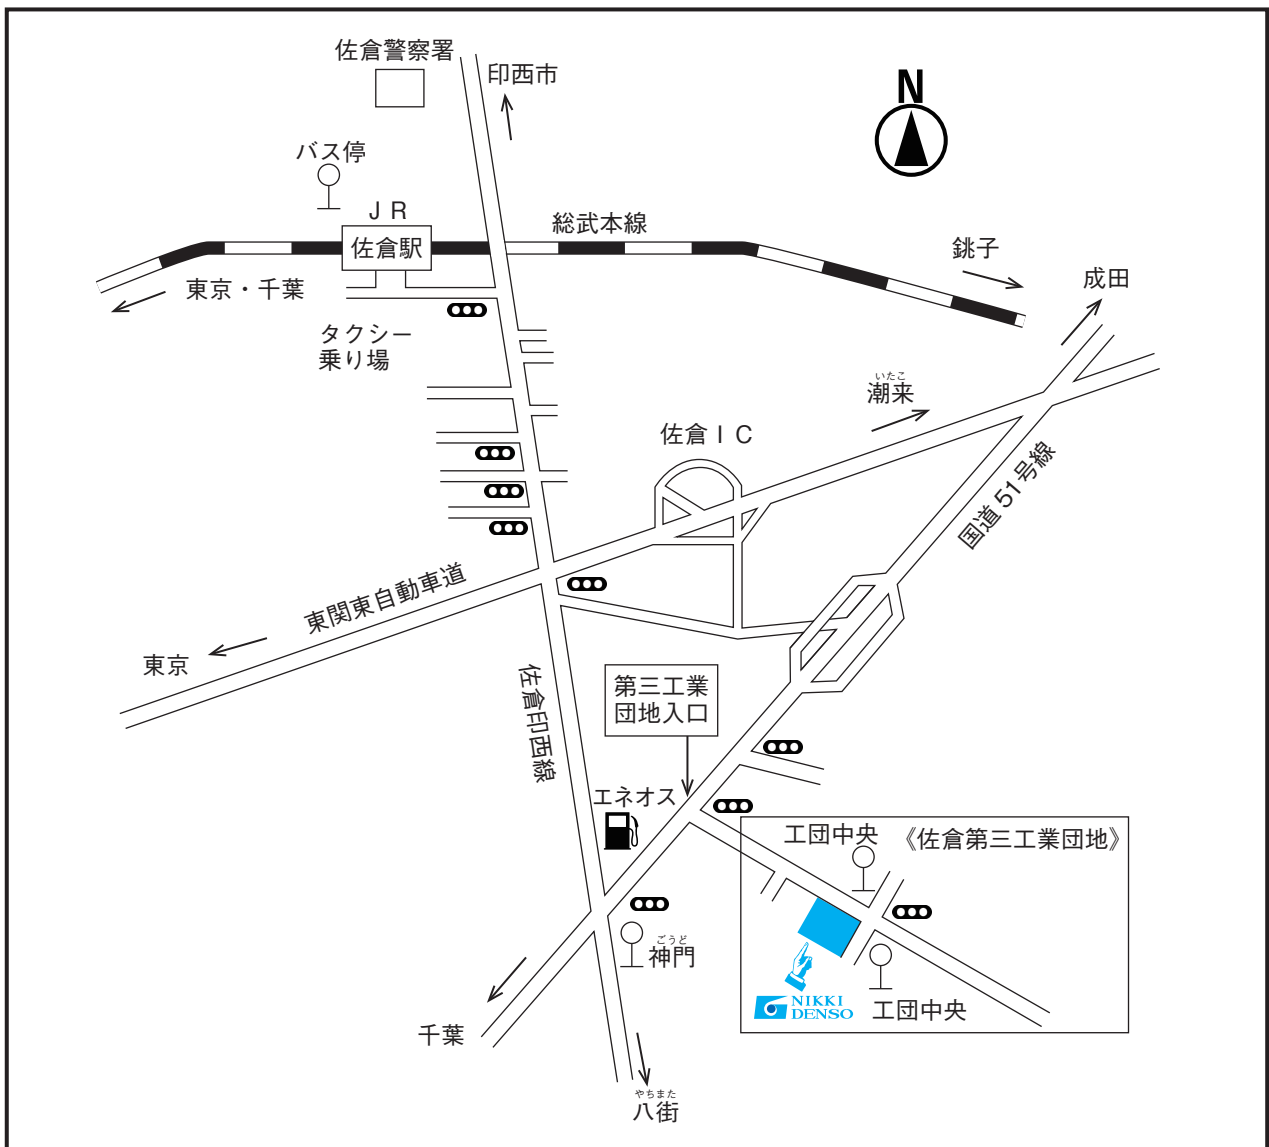 佐倉警察署
印西市
N
バス停
ＪＲ
佐倉駅
総武本線
銚子
成田
東京・千葉
タクシー
乗り場
いたこ
潮来
佐倉ＩＣ
国道51号線
東関東自動車道
東京
佐倉印西線
第三工業
団地入口
エネオス
工団中央
《佐倉第三工業団地》
ごうど
神門
NIKKI
DENSO
工団中央
千葉
やちまた
八街